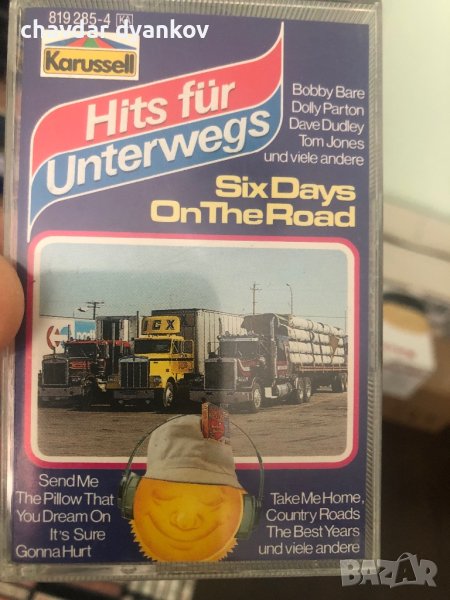 chavdar dvankov
819 285-4
Karussell
Hits für
Unterwegs
Bobby Bare
Dolly Parton
Dave Dudley
Tom Jones
und viele andere
Six Days
On The Road
ICX
Send Me
The Pillow That
You Dream On
It's Sure
Gonna Hurt
Take Me Home,
Country Roads
The Best Years
und viele andere
BAZAR